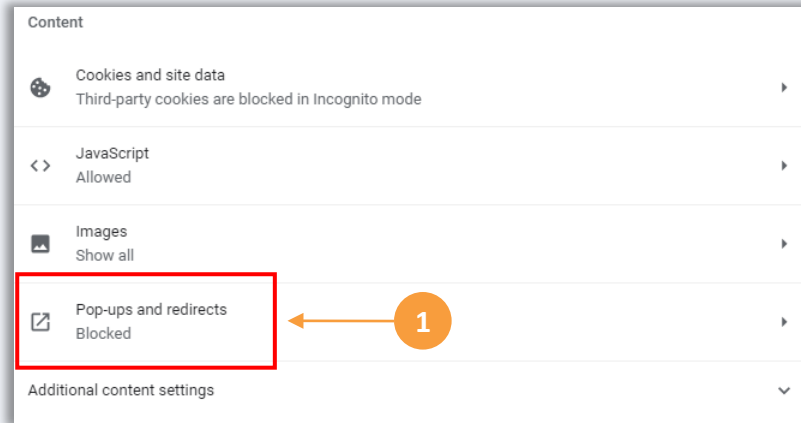 Content
Cookies and site data
Third-party cookies are blocked in Incognito mode
JavaScript
Allowed
Images
Show all
Pop-ups and redirects
Blocked
1
Additional content settings